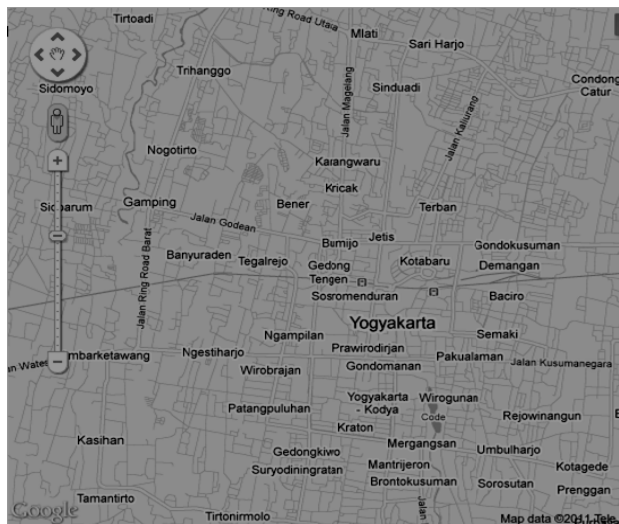 Tirtoadi
Ring Road Utara
Mlati
Sari Harjo
Trihanggo
Condong
Catur
Sidomoyo
Sinduadi
Jalan Magelang
Jalan Kaliurang
Nogotirto
Karangwaru
Kricak
Sidoarum
Gamping
Bener
Terban
Jalan Godean
Bumijo
Jetis
Gondokusuman
Banyuraden
Tegalrejo
Gedong
Tengen
Kotabaru
Demangan
Jalan Ring Road Barat
Sosromenduran
Baciro
Yogyakarta
Ngampilan
Semaki
Prawirodirjan
mbarketawang
Ngestiharjo
Pakualaman
Jalan Kusumanegara
Wirobrajan
Gondomanan
Yogyakarta
- Kodya
Wirogunan
Patangpuluhan
Code
Rejowinangun
Kraton
Kasihan
Mergangsan
Gedongkiwo
Umbulharjo
Suryodiningratan
Mantrijeron
Kotagede
Brontokusuman
Sorosutan
Prenggan
Tamantirto
Jalan
Google
Tirtonirmolo
Map data ©2011 Tele